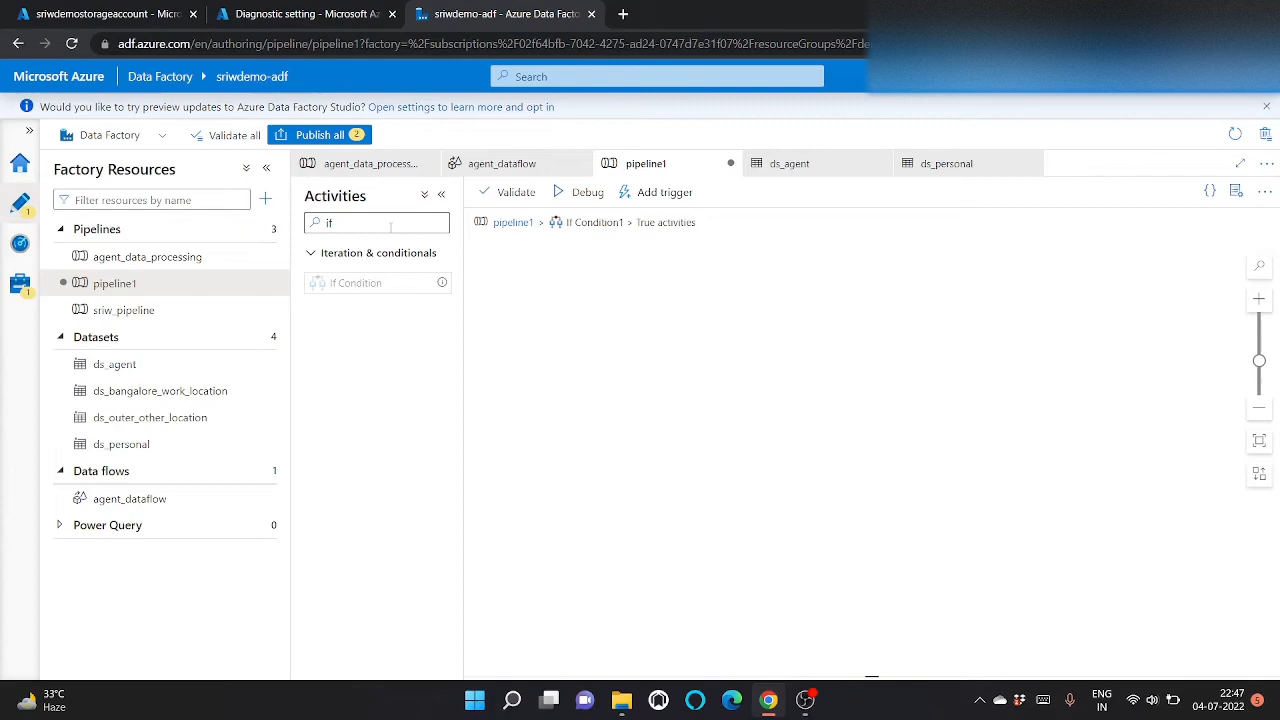 sriwdemostorageaccount - Micro
Diagnostic setting - Microsoft Az
sriwdemo-adf - Azure Data Facto
adf.azure.com/en/authoring/pipeline/pipeline1?factory=%2Fsubscriptions%2F02f64bfb-7042-4275-ad24-0747d7e31f07%2FresourceGroups%2Fde
Microsoft Azure
Data Factory
sriwdemo-adf
Search
Would you like to try preview updates to Azure Data Factory Studio? Open settings to learn more and opt in
Data Factory
Validate all
Publish all 2
Factory Resources
Filter resources by name
Pipelines 3
agent_data_processing
pipeline1
sriw_pipeline
Datasets 4
ds_agent
ds_bangalore_work_location
ds_outer_other_location
ds_personal
Data flows 1
agent_dataflow
Power Query 0
1
1
agent_data_process...
agent_dataflow
pipeline1
ds_agent
ds_personal
Activities
if
Iteration & conditionals
If Condition
Validate
Debug
Add trigger
pipeline1 > If Condition1 > True activities
33°C
Haze
ENG
IN
22:47
04-07-2022
5